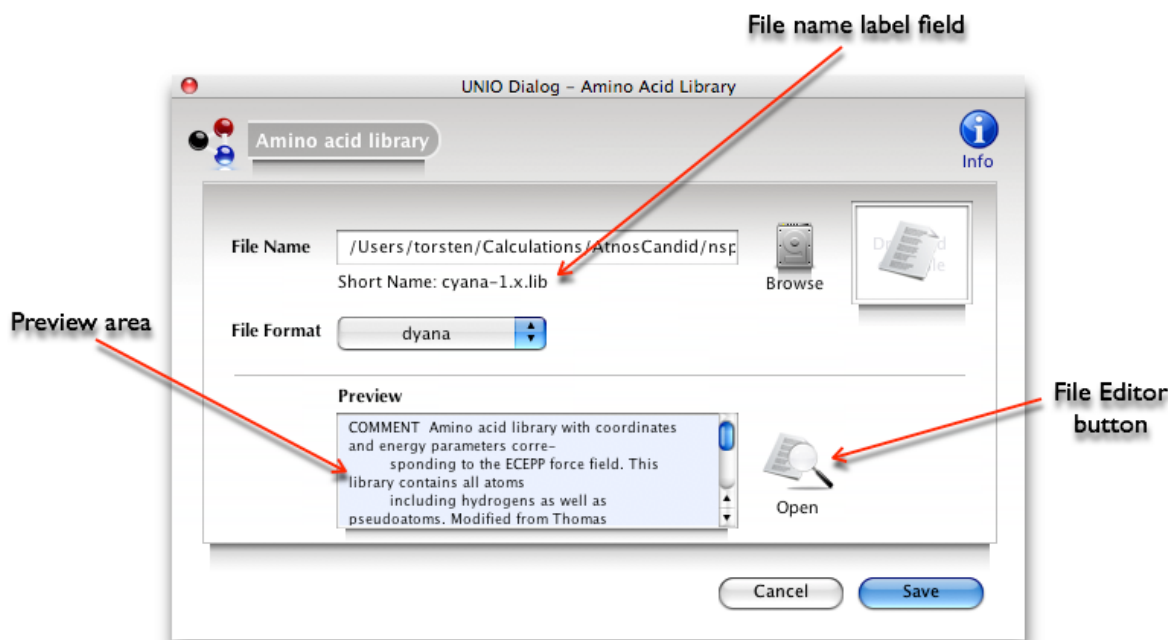 File name label field
UNIO Dialog – Amino Acid Library
Amino acid library
Info
File Name
/Users/torsten/Calculations/AtnosCandid/nsp
Browse
Short Name: cyana-1.x.lib
Preview area
File Format
dyana
Preview
COMMENT Amino acid library with coordinates
and energy parameters corre-
sponding to the ECEPP force field. This
library contains all atoms
including hydrogens as well as
pseudoatoms. Modified from Thomas
File Editor
button
Open
Cancel
Save